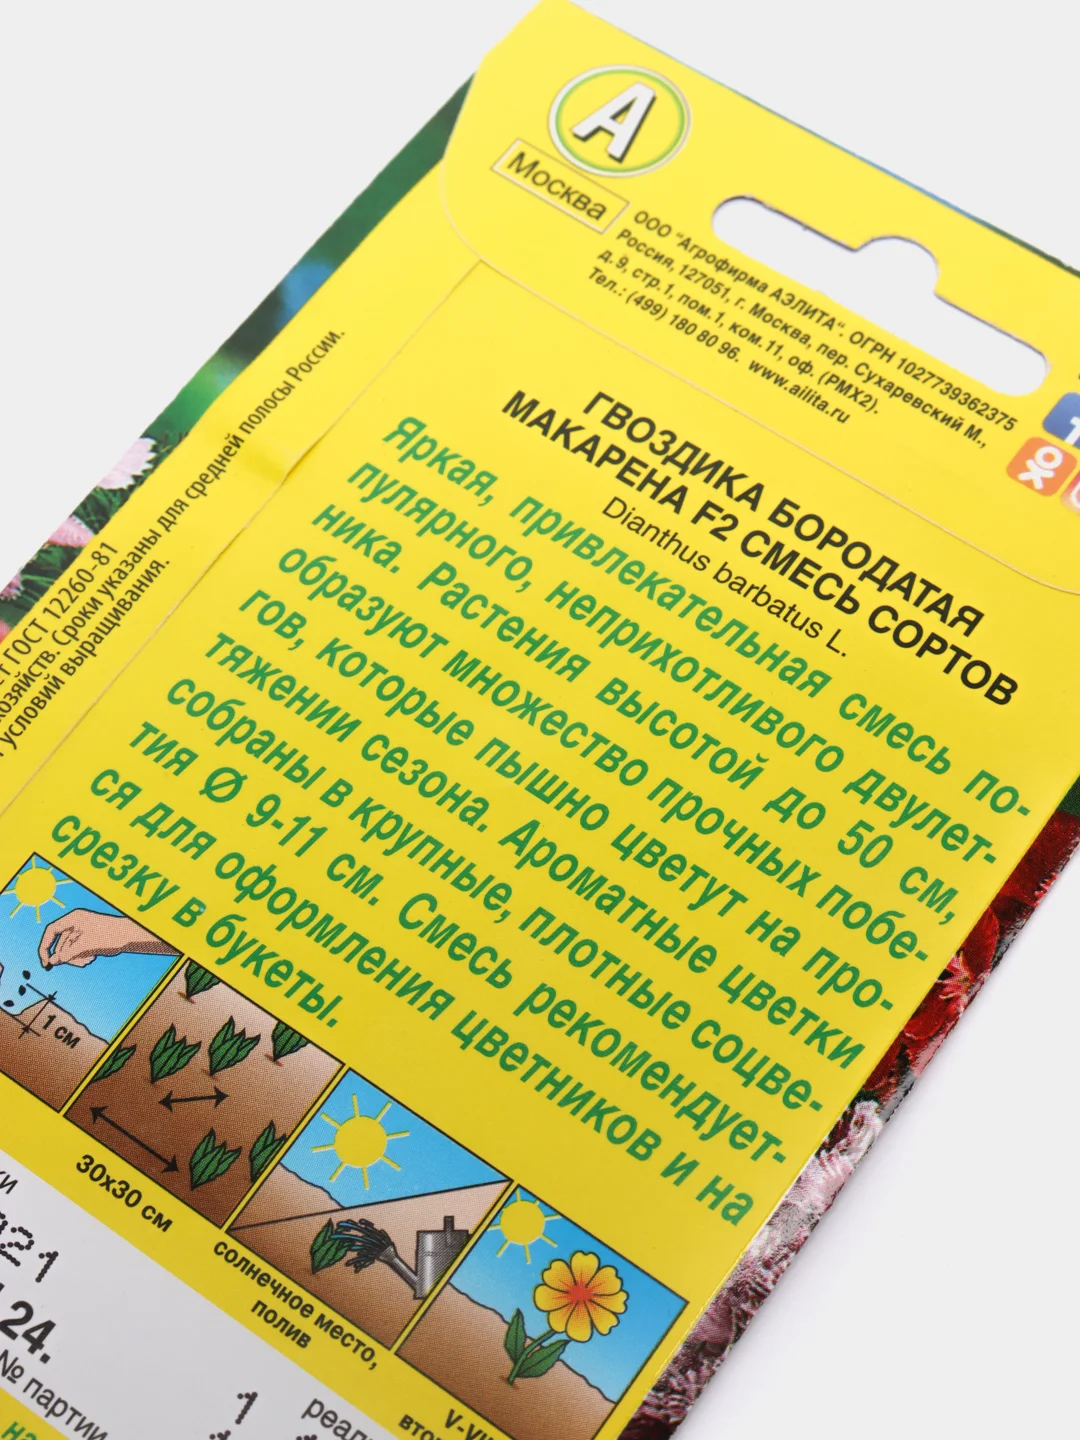 А
Москва
ООО "Агрофирма АЭЛИТА". ОГРН 1027739362375
Россия, 127051, г. Москва, пер. Сухаревский М.,
д. 9, стр.1, пом.1, ком.11, оф. (РМХ2).
Тел.: (499) 180 80 96. www.ailita.ru
ГВОЗДИКА БОРОДАТАЯ
МАКАРЕНА F2 СМЕСЬ СОРТОВ
Dianthus barbatus L.
Яркая, привлекательная смесь по-
пулярного, неприхотливого двулет-
ника. Растения высотой до 50 см,
образуют множество прочных побе-
гов, которые пышно цветут на про-
тяжении сезона. Ароматные цветки
собраны в крупные, плотные соцве-
тия Ø 9-11 см. Смесь рекомендует-
ся для оформления цветников и на
срезку в букеты.
ГОСТ 12260-81
Сроки указаны для средней полосы России.
условий выращивания.
1 см
30х30 см
солнечное место,
полив
24.
№ партии